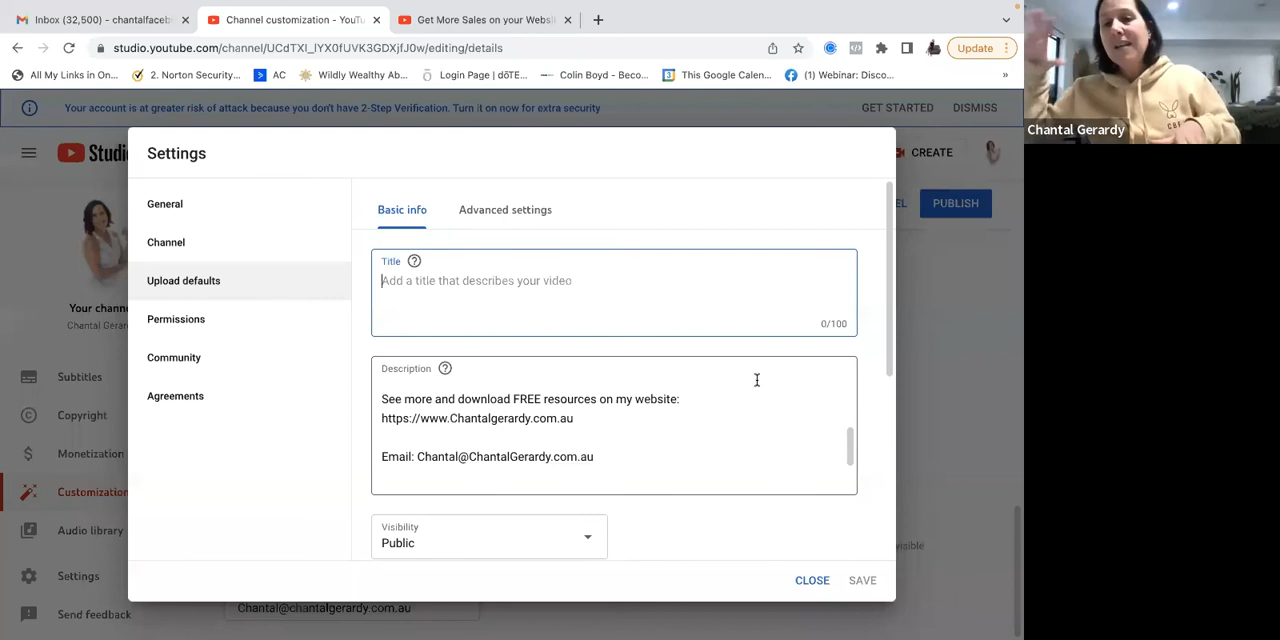 Inbox (32,500) - chantalfaceb
Channel customization - YouTu
Get More Sales on your Websi
studio.youtube.com/channel/UCdTXI_IYX0fUVK3GDXjfJ0w/editing/details
Update
All My Links in On...
2. Norton Security...
AC
Wildly Wealthy Ab...
Login Page | dōTE...
Colin Boyd - Beco...
This Google Calen...
(1) Webinar: Disco...
»
Your account is at greater risk of attack because you don't have 2-Step Verification. Turn it on now for extra security
GET STARTED
DISMISS
Chantal Gerardy
Studi
CREATE
EL
PUBLISH
Your channe
Chantal Gerardy
Subtitles
Copyright
Monetization
Customization
Audio library
Settings
Send feedback
Settings
General
Channel
Upload defaults
Permissions
Community
Agreements
Basic info
Advanced settings
Title
Add a title that describes your video
0/100
Description
See more and download FREE resources on my website:
https://www.Chantalgerardy.com.au
Email: Chantal@ChantalGerardy.com.au
Visibility
Public
CLOSE
SAVE
visible
Chantal@chantalgerardy.com.au